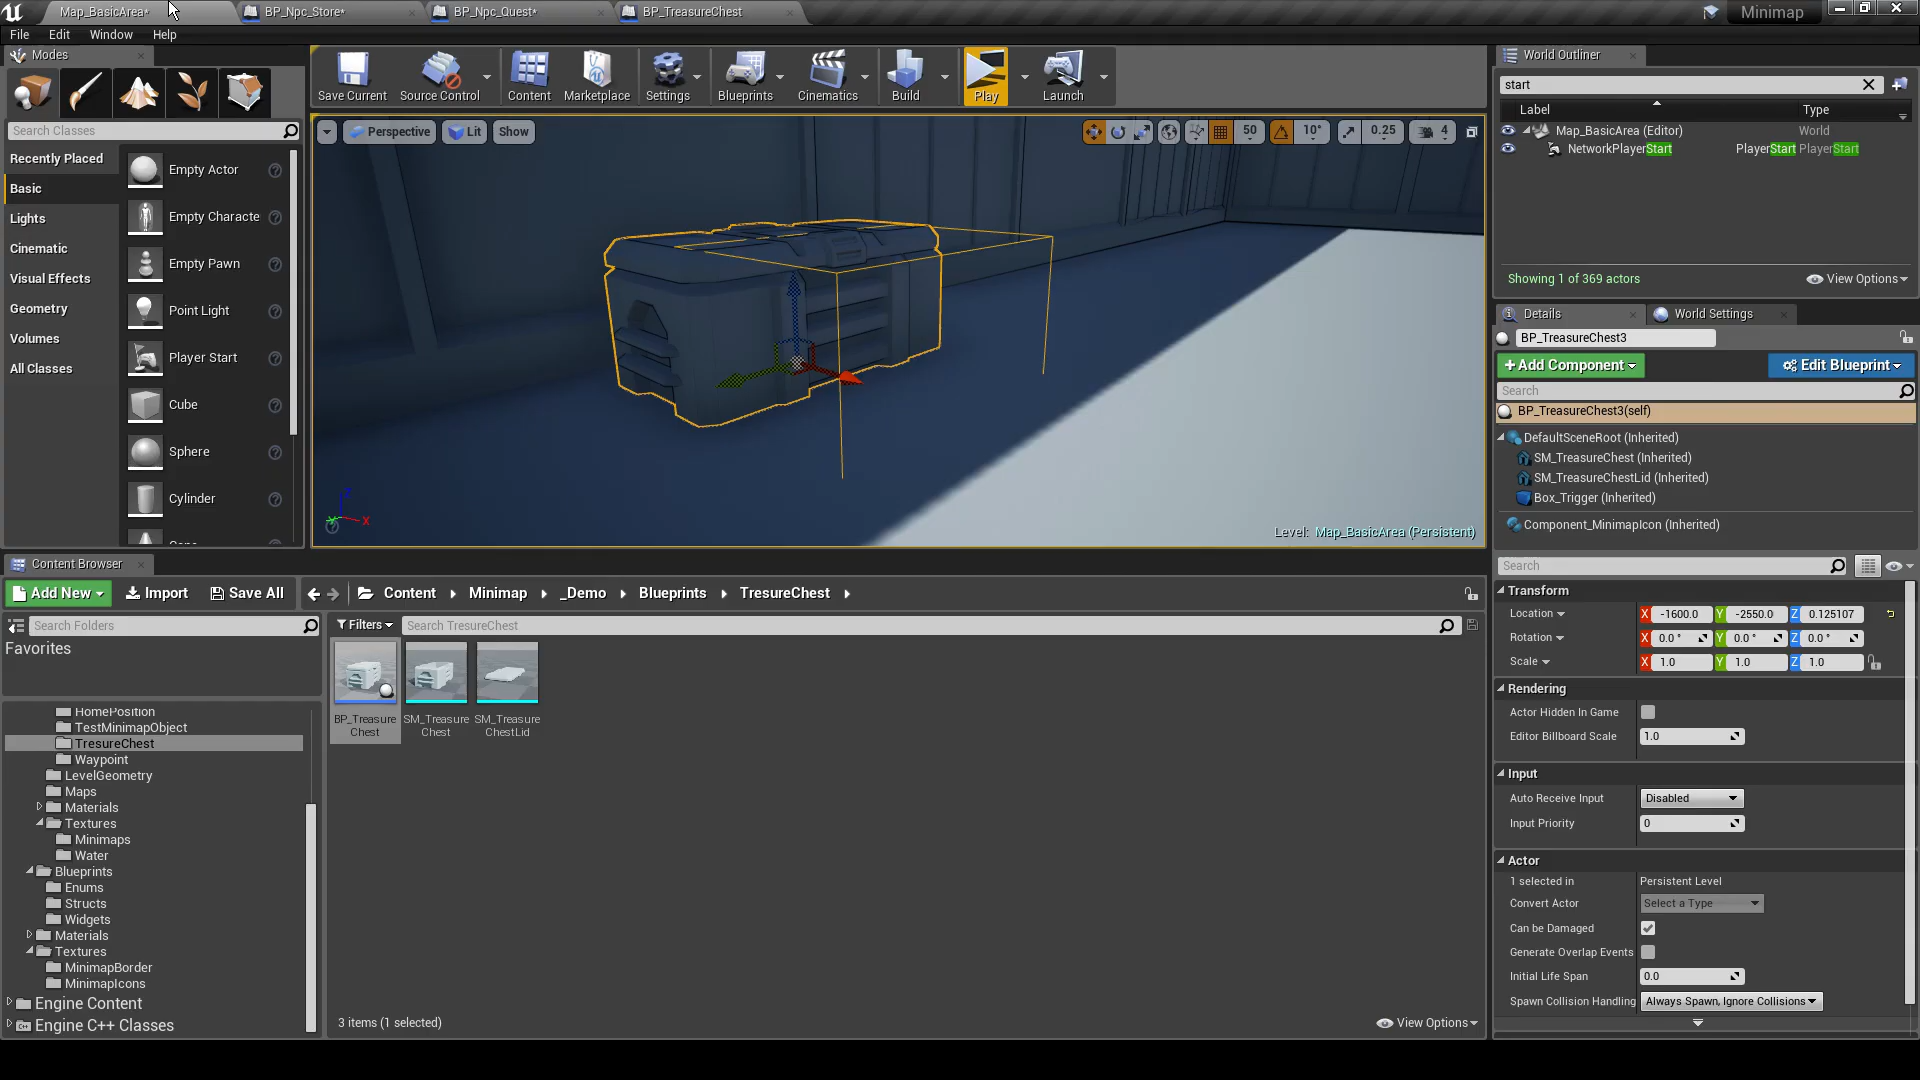 Map_BasicArea*
BP_Npc_Store*
BP_Npc_Quest*
BP_TreasureChest
Minimap
File
Edit
Window
Help
Modes
Save Current
Source Control
Content
Marketplace
Settings
Blueprints
Cinematics
Build
Play
Launch
World Outliner
start
Label
Type
Map_BasicArea (Editor)
World
NetworkPlayerStart
PlayerStart PlayerStart
Showing 1 of 369 actors
View Options
Search Classes
Recently Placed
Basic
Lights
Cinematic
Visual Effects
Geometry
Volumes
All Classes
Empty Actor
Empty Characte
Empty Pawn
Point Light
Player Start
Cube
Sphere
Cylinder
Perspective
Lit
Show
50
10°
0.25
4
X
Level: Map_BasicArea (Persistent)
Details
World Settings
BP_TreasureChest3
+Add Component
Edit Blueprint
Search
BP_TreasureChest3(self)
DefaultSceneRoot (Inherited)
SM_TreasureChest (Inherited)
SM_TreasureChestLid (Inherited)
Box_Trigger (Inherited)
Component_MinimapIcon (Inherited)
Search
Transform
Location
X -1600.0
Y -2550.0
Z 0.125107
Rotation
X 0.0 °
Y 0.0 °
Z 0.0 °
Scale
X 1.0
Y 1.0
Z 1.0
Rendering
Actor Hidden In Game
Editor Billboard Scale
1.0
Input
Auto Receive Input
Disabled
Input Priority
0
Actor
1 selected in
Persistent Level
Convert Actor
Select a Type
Can be Damaged
Generate Overlap Events
Initial Life Span
0.0
Spawn Collision Handling
Always Spawn, Ignore Collisions
Content Browser
Add New
Import
Save All
Content
Minimap
_Demo
Blueprints
TresureChest
Search Folders
Filters
Search TresureChest
Favorites
HomePosition
TestMinimapObject
TresureChest
Waypoint
LevelGeometry
Maps
Materials
Textures
Minimaps
Water
Blueprints
Enums
Structs
Widgets
Materials
Textures
MinimapBorder
MinimapIcons
Engine Content
Engine C++ Classes
BP_Treasure
Chest
SM_Treasure
Chest
SM_Treasure
ChestLid
3 items (1 selected)
View Options